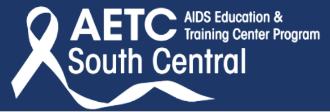 AETC AIDS Education &
Training Center Program
South Central